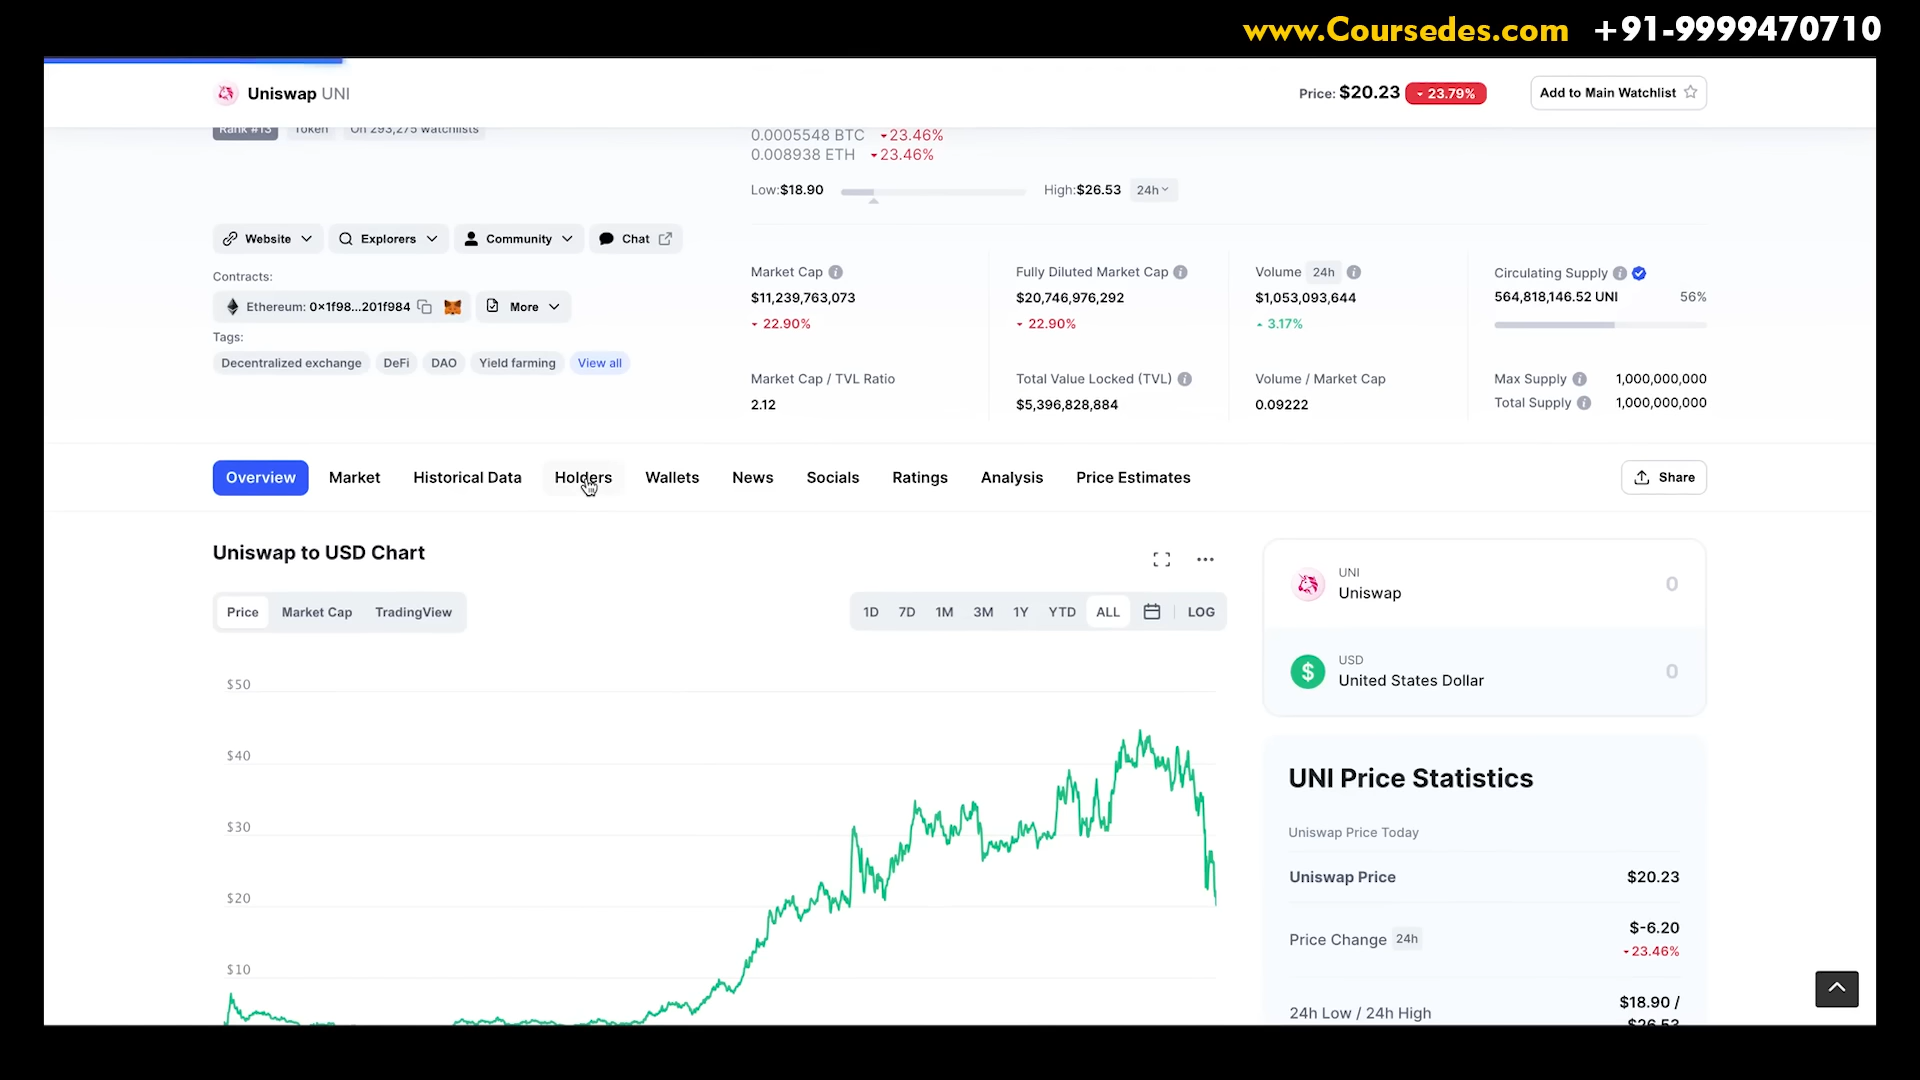 www.Coursedes.com +91-9999470710
Uniswap UNI
Price: $20.23 23.79% Add to Main Watchlist
Rank #13 Token On 293,275 watchlists
0.0005548 BTC 23.46%
0.008938 ETH 23.46%
Low:$18.90 High:$26.53 24h
Website Explorers Community Chat
Contracts:
Ethereum: 0x1f98...201f984 More
Tags:
Decentralized exchange DeFi DAO Yield farming View all
Market Cap Fully Diluted Market Cap Volume 24h Circulating Supply
$11,239,763,073 $20,746,976,292 $1,053,093,644 564,818,146.52 UNI 56%
22.90% 22.90% 3.17%
Market Cap / TVL Ratio Total Value Locked (TVL) Volume / Market Cap Max Supply 1,000,000,000
2.12 $5,396,828,884 0.09222 Total Supply 1,000,000,000
Overview Market Historical Data Holders Wallets News Socials Ratings Analysis Price Estimates Share
Uniswap to USD Chart
Price Market Cap TradingView 1D 7D 1M 3M 1Y YTD ALL LOG
$50
$40
$30
$20
$10
UNI
Uniswap 0
USD
United States Dollar 0
UNI Price Statistics
Uniswap Price Today
Uniswap Price $20.23
Price Change 24h $-6.20
23.46%
24h Low / 24h High $18.90 /
$26.53